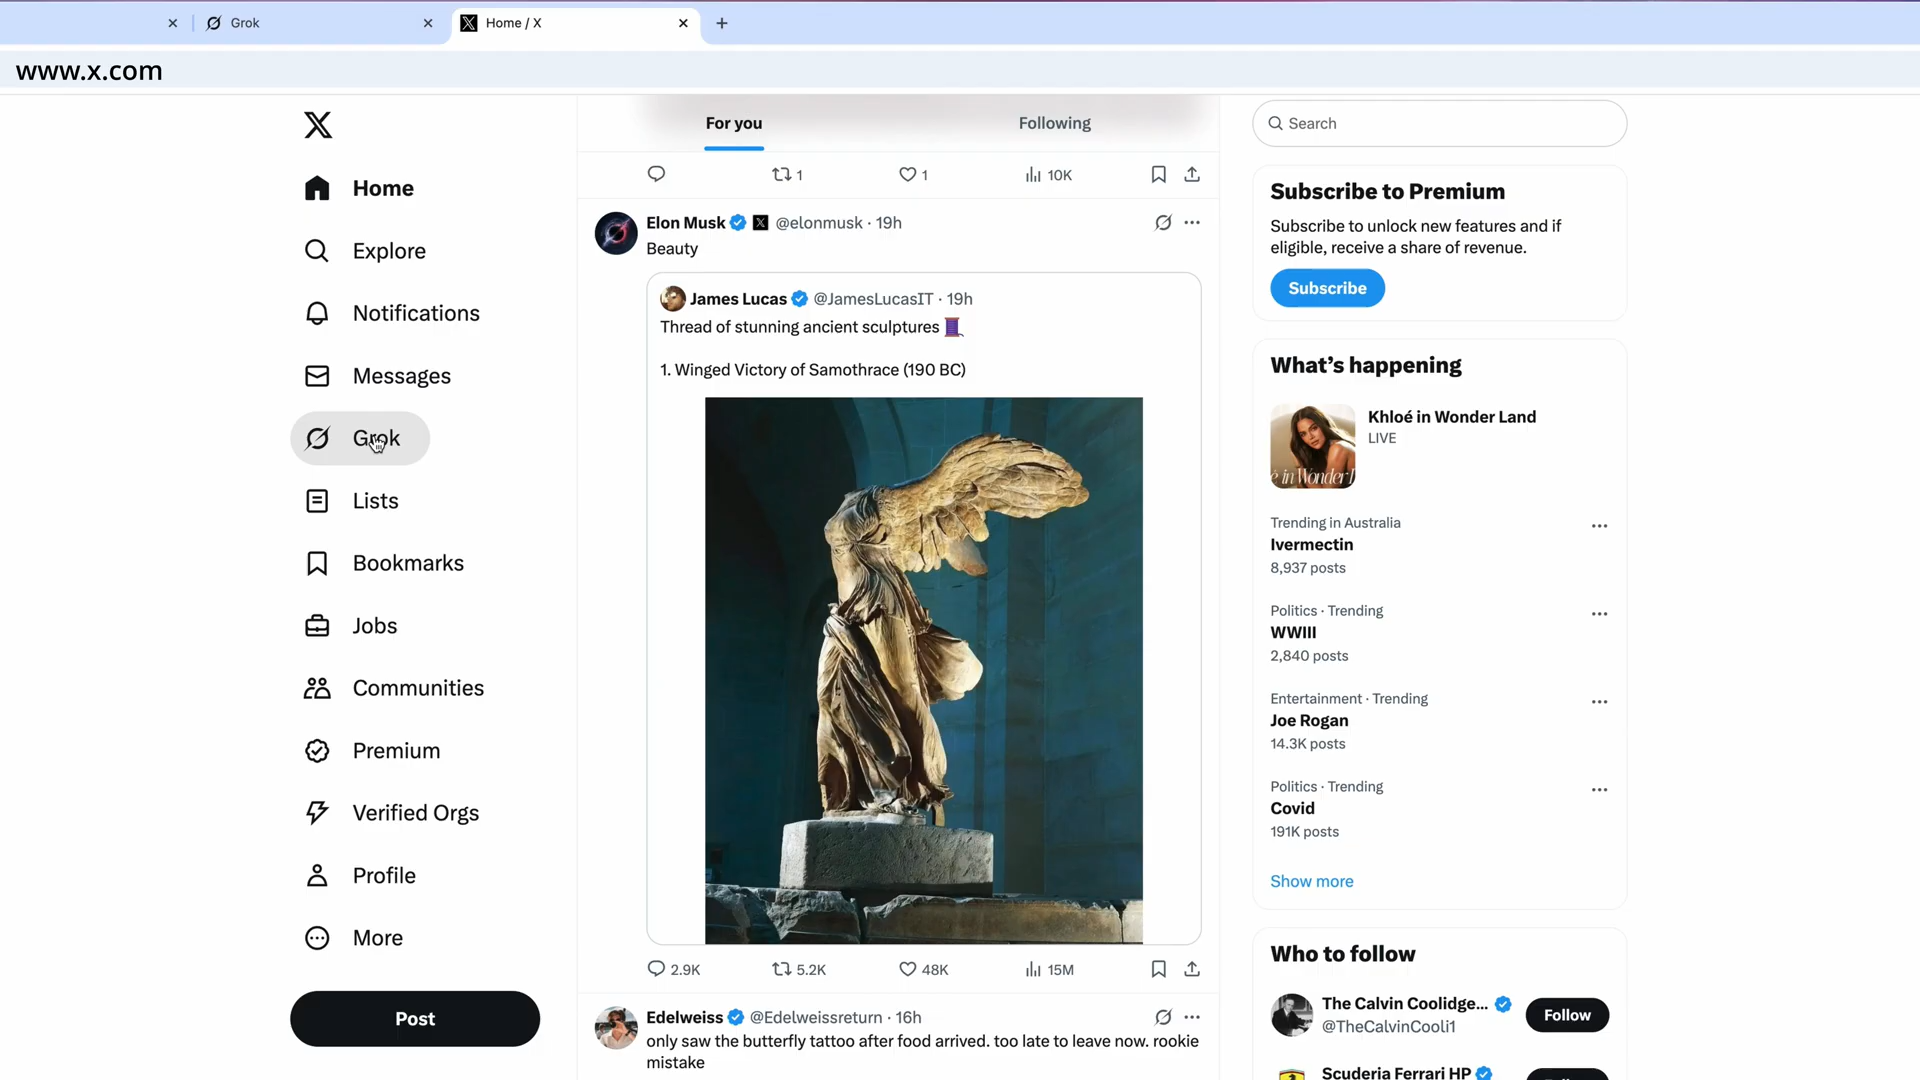 Grok
Home / X
www.x.com
Home
Explore
Notifications
Messages
Grok
Lists
Bookmarks
Jobs
Communities
Premium
Verified Orgs
Profile
More
Post
For you
Following
1
1
10K
Elon Musk @elonmusk · 19h
Beauty
James Lucas @JamesLucasIT · 19h
Thread of stunning ancient sculptures
1. Winged Victory of Samothrace (190 BC)
2.9K
5.2K
48K
15M
Edelweiss @Edelweissreturn · 16h
only saw the butterfly tattoo after food arrived. too late to leave now. rookie
mistake
Search
Subscribe to Premium
Subscribe to unlock new features and if
eligible, receive a share of revenue.
Subscribe
What's happening
Khloé in Wonder Land
LIVE
Trending in Australia
Ivermectin
8,937 posts
Politics · Trending
WWIII
2,840 posts
Entertainment · Trending
Joe Rogan
14.3K posts
Politics · Trending
Covid
191K posts
Show more
Who to follow
The Calvin Coolidge...
@TheCalvinCooli1
Follow
Scuderia Ferrari HP